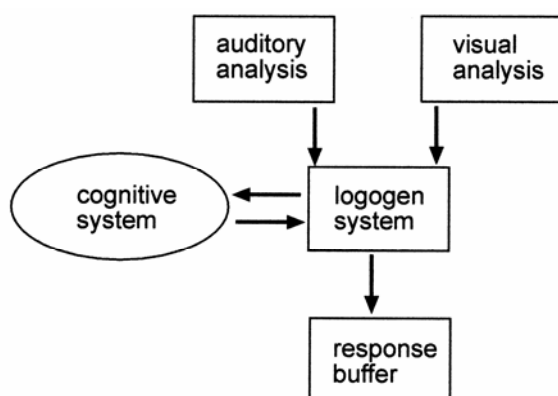 auditory
analysis
visual
analysis
cognitive
system
logogen
system
response
buffer